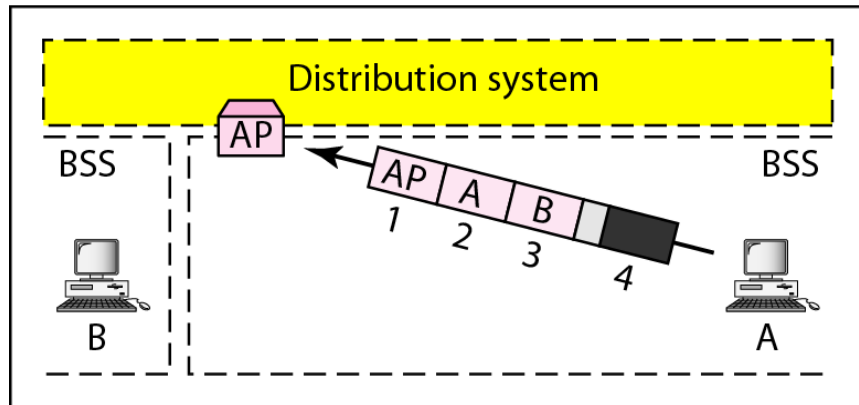 Distribution system
AP
BSS
BSS
AP A B
1 2 3 4
B
A